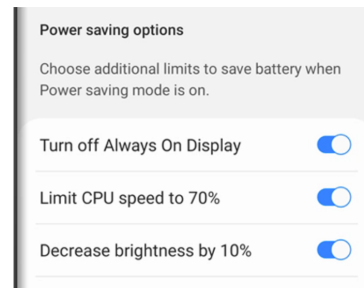 Power saving options
Choose additional limits to save battery when
Power saving mode is on.
Turn off Always On Display
Limit CPU speed to 70%
Decrease brightness by 10%